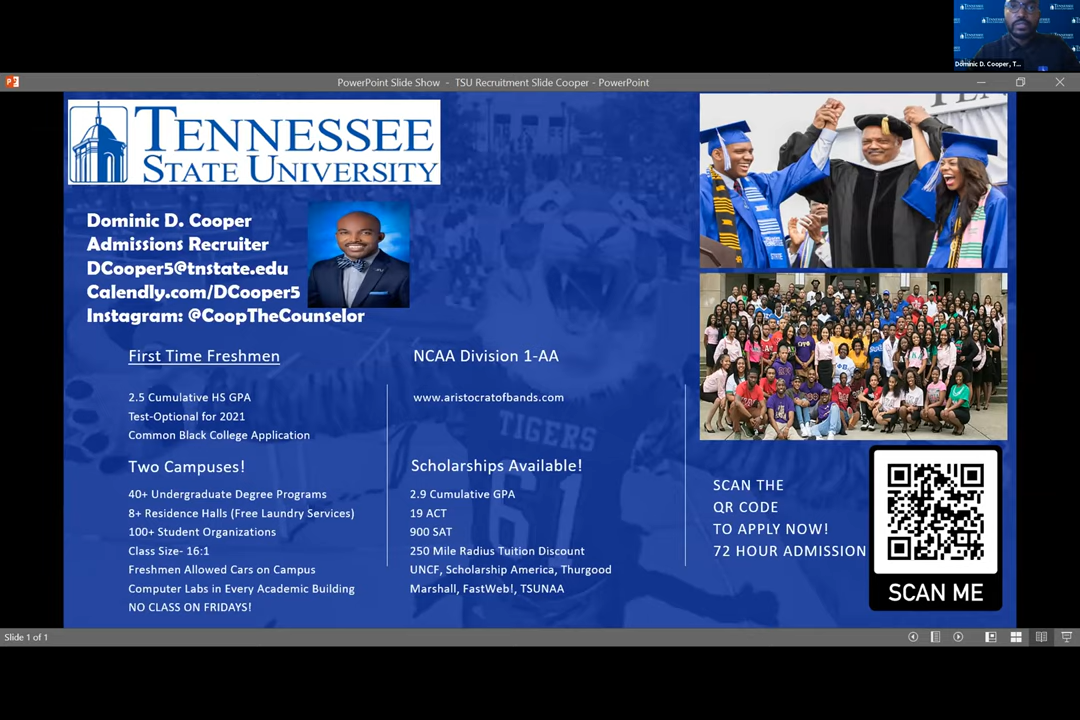 Dominic D. Cooper, T...
PowerPoint Slide Show - TSU Recruitment Slide Cooper - PowerPoint
TENNESSEE
STATE UNIVERSITY
Dominic D. Cooper
Admissions Recruiter
DCooper5@tnstate.edu
Calendly.com/DCooper5
Instagram: @CoopTheCounselor
First Time Freshmen
2.5 Cumulative HS GPA
Test-Optional for 2021
Common Black College Application
Two Campuses!
40+ Undergraduate Degree Programs
8+ Residence Halls (Free Laundry Services)
100+ Student Organizations
Class Size- 16:1
Freshmen Allowed Cars on Campus
Computer Labs in Every Academic Building
NO CLASS ON FRIDAYS!
NCAA Division 1-AA
www.aristocratofbands.com
TIGERS
61
Scholarships Available!
2.9 Cumulative GPA
19 ACT
900 SAT
250 Mile Radius Tuition Discount
UNCF, Scholarship America, Thurgood
Marshall, FastWeb!, TSUNAA
SCAN THE
QR CODE
TO APPLY NOW!
72 HOUR ADMISSION
SCAN ME
Slide 1 of 1